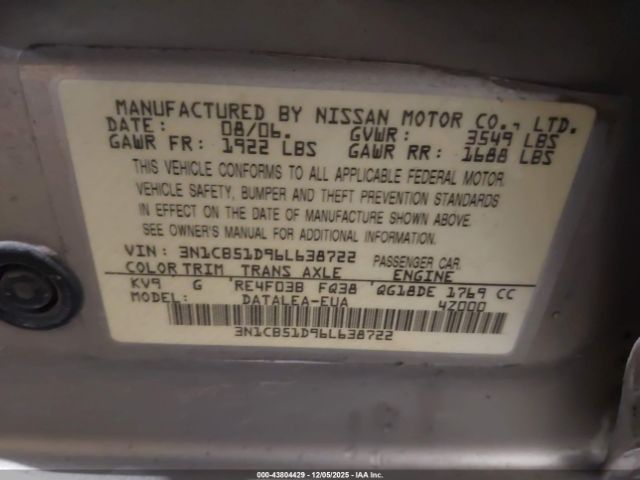 MANUFACTURED BY NISSAN MOTOR CO., LTD.
DATE: 08/06. GVWR: 3549 LBS
GAWR FR: 1922 LBS GAWR RR: 1688 LBS
THIS VEHICLE CONFORMS TO ALL APPLICABLE FEDERAL MOTOR
VEHICLE SAFETY, BUMPER AND THEFT PREVENTION STANDARDS
IN EFFECT ON THE DATE OF MANUFACTURE SHOWN ABOVE.
SEE OWNER'S MANUAL FOR ADDITIONAL INFORMATION.
VIN: 3N1CB51D96L638722 PASSENGER CAR.
COLOR TRIM TRANS AXLE ENGINE
KV9 G RE4F03B FQ38 QG18DE 1769 CC
MODEL: DATALEA-EUA 4Z000
3N1CB51D96L638722
000-43804429 - 12/05/2025 - IAA Inc.